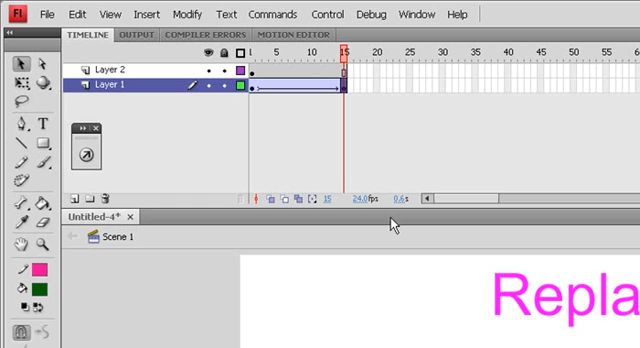 Fl File Edit View Insert Modify Text Commands Control Debug Window Help
TIMELINE OUTPUT COMPILER ERRORS MOTION EDITOR
1 5 10 15 20 25 30 35 40 45 50 55 60
Layer 2
Layer 1
15 24.0fps 0.6s
Untitled-4*
Scene 1
Repla